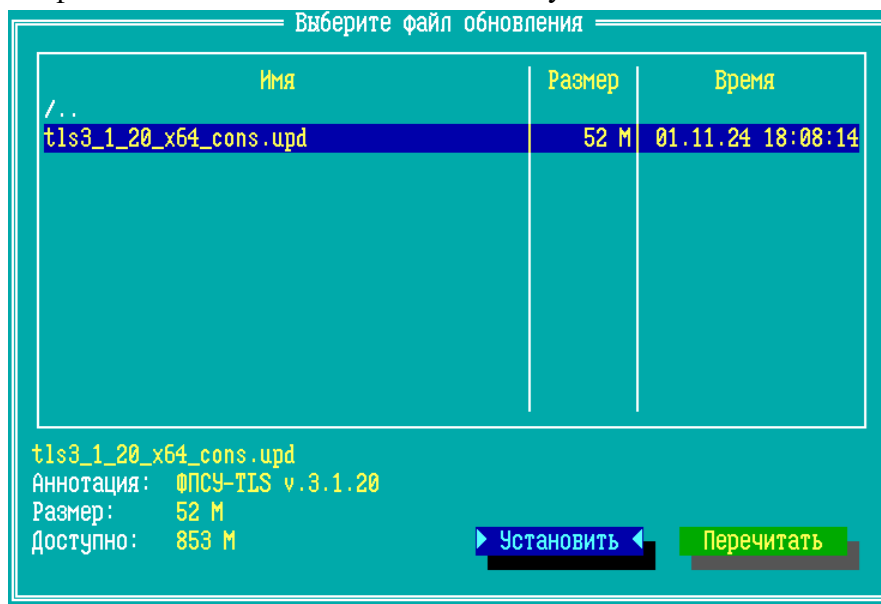 Выберите файл обновления
Имя Размер Время
/..
tls3_1_20_x64_cons.upd 52 M 01.11.24 18:08:14
tls3_1_20_x64_cons.upd
Аннотация: ФПСУ-TLS v.3.1.20
Размер: 52 M
Доступно: 853 M
Установить Перечитать